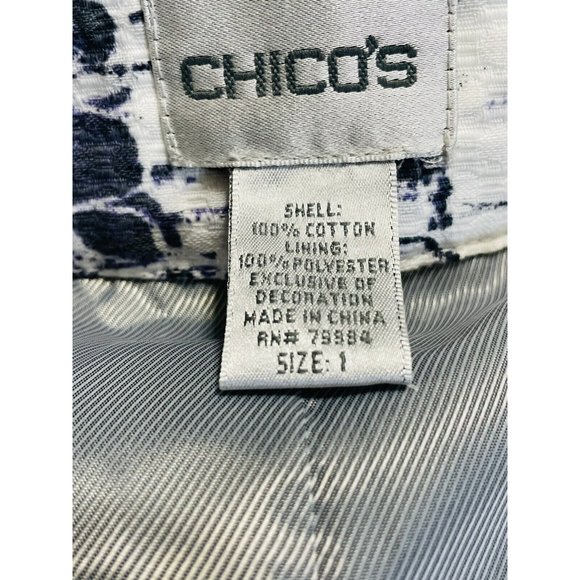 CHICO'S
SHELL:
100% COTTON
LINING:
100% POLYESTER
EXCLUSIVE OF
DECORATION
MADE IN CHINA
RN# 79984
SIZE: 1